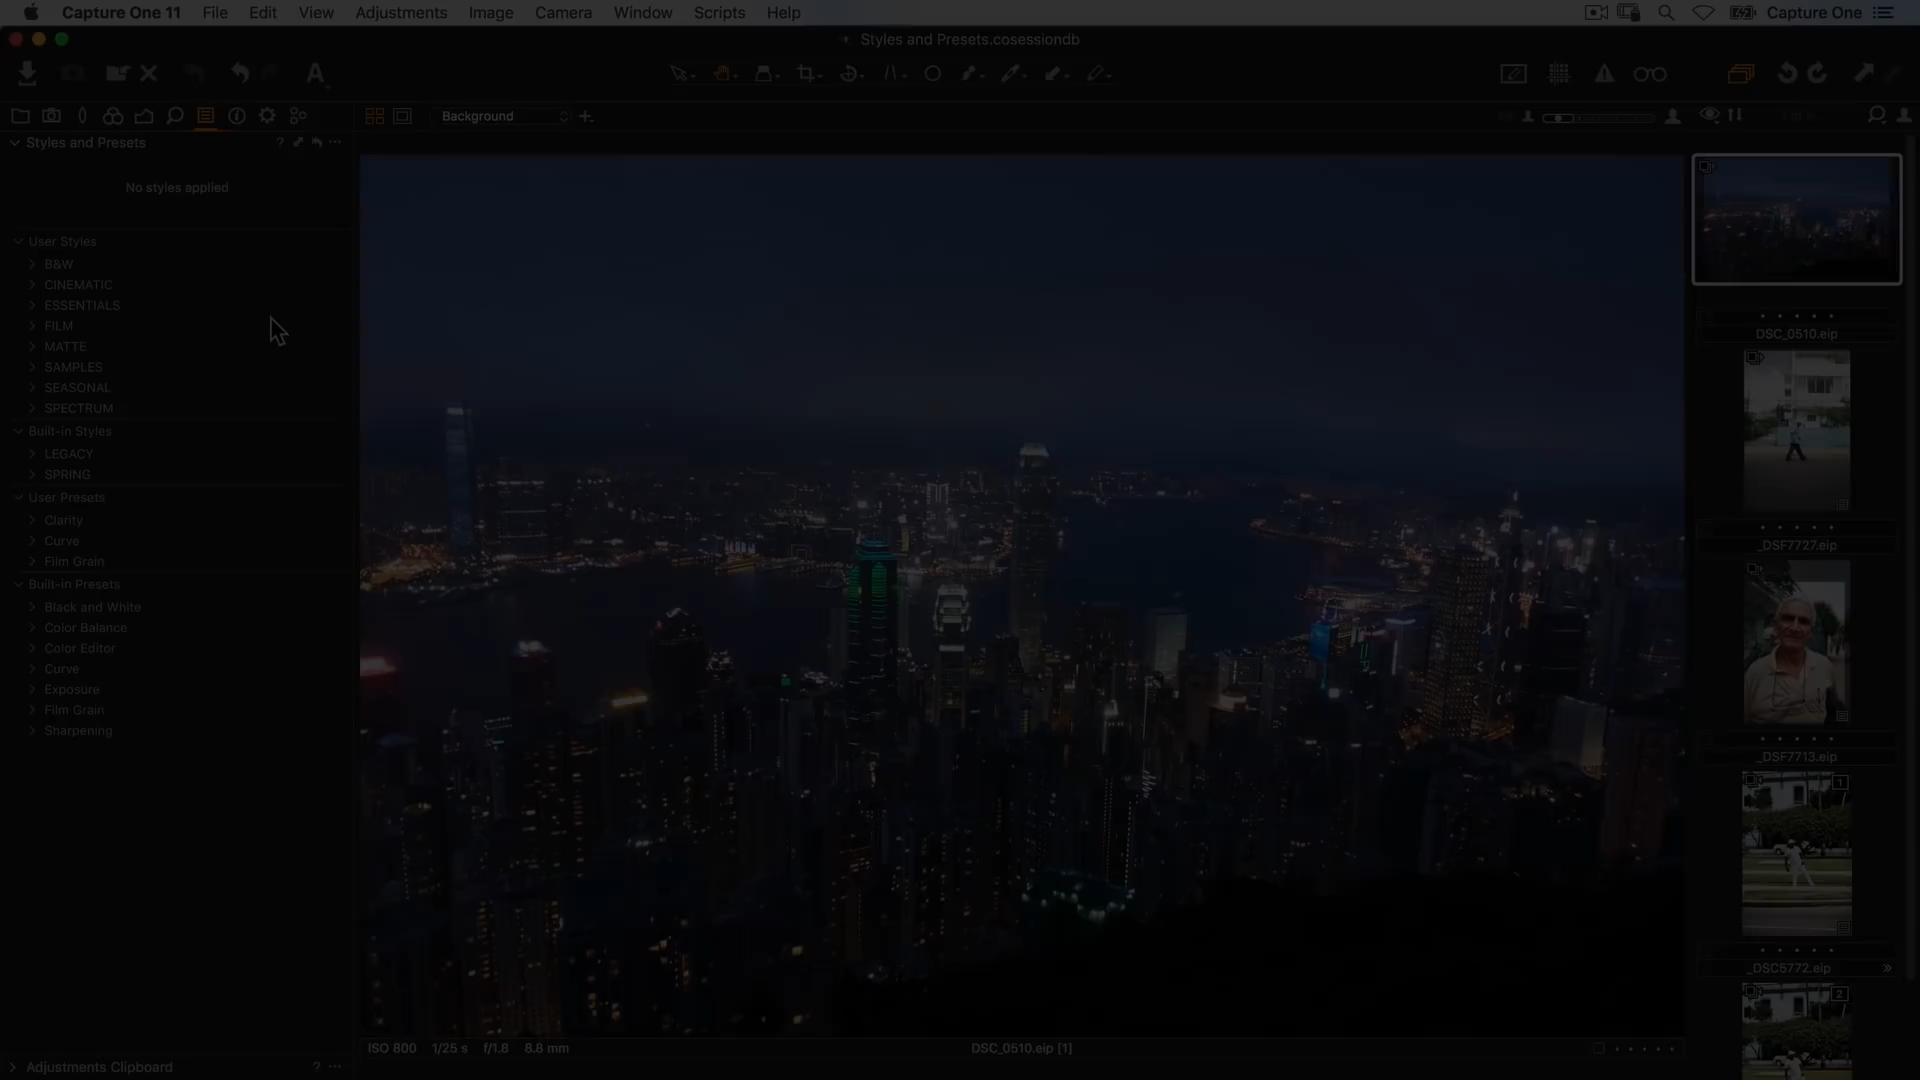 Capture One 11 File Edit View Adjustments Image Camera Window Scripts Help Capture One
Styles and Presets.cosessiondb
A
Background
Styles and Presets ? ...
No styles applied
User Styles
B&W
CINEMATIC
ESSENTIALS
FILM
MATTE
SAMPLES
SEASONAL
SPECTRUM
Built-in Styles
LEGACY
SPRING
User Presets
Clarity
Curve
Film Grain
Built-in Presets
Black and White
Color Balance
Color Editor
Curve
Exposure
Film Grain
Sharpening
Adjustments Clipboard ? ...
ISO 800 1/25 s f/1.8 8.8 mm
DSC_0510.eip [1]
DSC_0510.eip
_DSF7727.eip
_DSF7713.eip
1
_DSC5772.eip
2